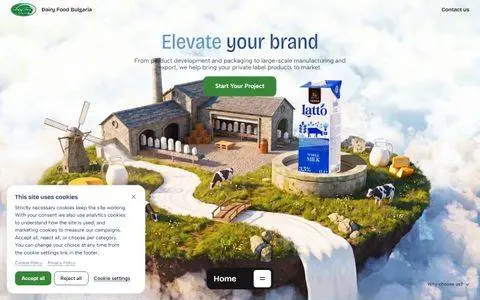 Dairy Food Bulgaria
Contact us
Elevate your brand
From product development and packaging to large-scale manufacturing and
export, we help bring your private label products to market.
Start Your Project
latto
WHOLE
MILK
3,5%
This site uses cookies
Strictly necessary cookies keep the site working.
With your consent we also use analytics cookies
to understand how the site is used, and
marketing cookies to measure our campaigns.
Accept all, reject all, or choose per category.
You can change your choice at any time from
the cookie settings link in the footer.
Cookie Policy Privacy Policy
Accept all
Reject all
Cookie settings
Home
Why choose us?